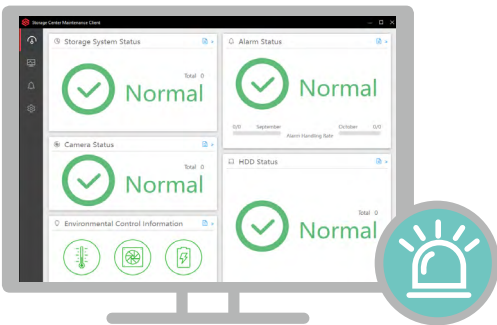 Storage Center Maintenance Client
Storage System Status
Total 0
Normal
Alarm Status
Normal
0/0 September October 0/0
Alarm Handling Rate
Camera Status
Total 0
Normal
HDD Status
Total 0
Normal
Environmental Control Information